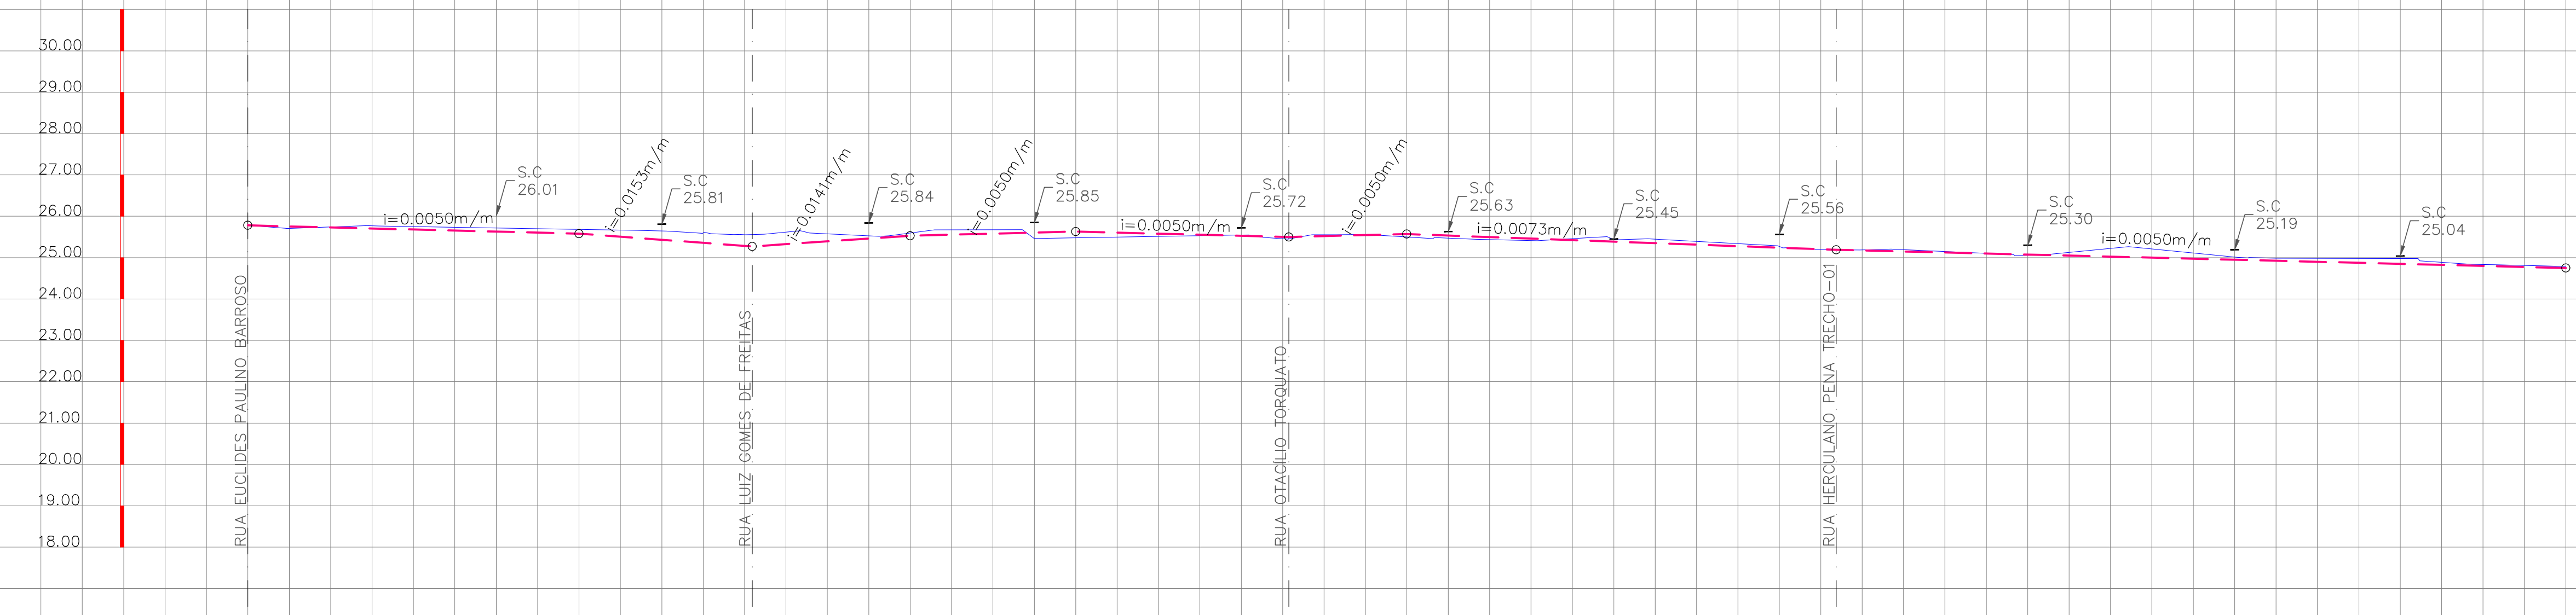 30.00
29.00
28.00
27.00
26.00
25.00
24.00
23.00
22.00
21.00
20.00
19.00
18.00
RUA EUCLIDES PAULINO BARROSO
i=0.0050m/m
S.C
26.01
i=0.0153m/m
S.C
25.81
RUA LUIZ GOMES DE FREITAS
i=0.0141m/m
S.C
25.84
i=0.0050m/m
S.C
25.85
i=0.0050m/m
S.C
25.72
RUA OTACÍLIO TORQUATO
i=0.0050m/m
S.C
25.63
i=0.0073m/m
S.C
25.45
S.C
25.56
RUA HERCULANO PENA TRECHO-01
S.C
25.30
i=0.0050m/m
S.C
25.19
S.C
25.04